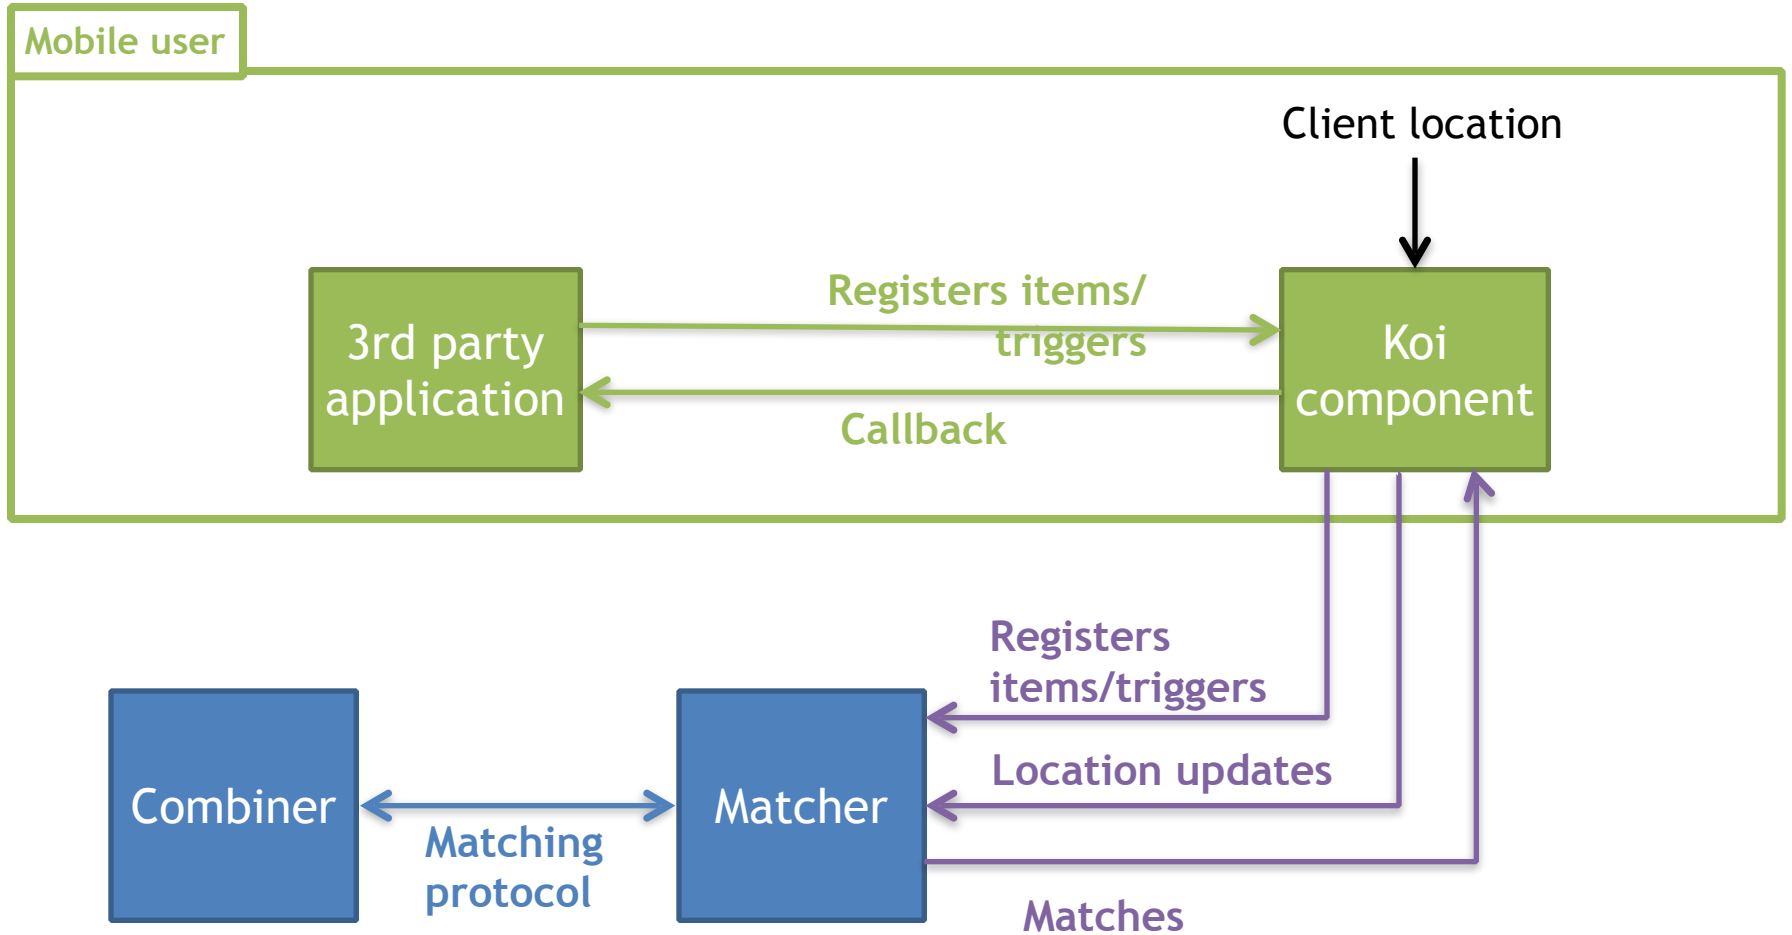 Mobile user
Client location
Registers items/
triggers
3rd party
application
Koi
component
Callback
Registers
items/triggers
Location updates
Combiner
Matcher
Matching
protocol
Matches